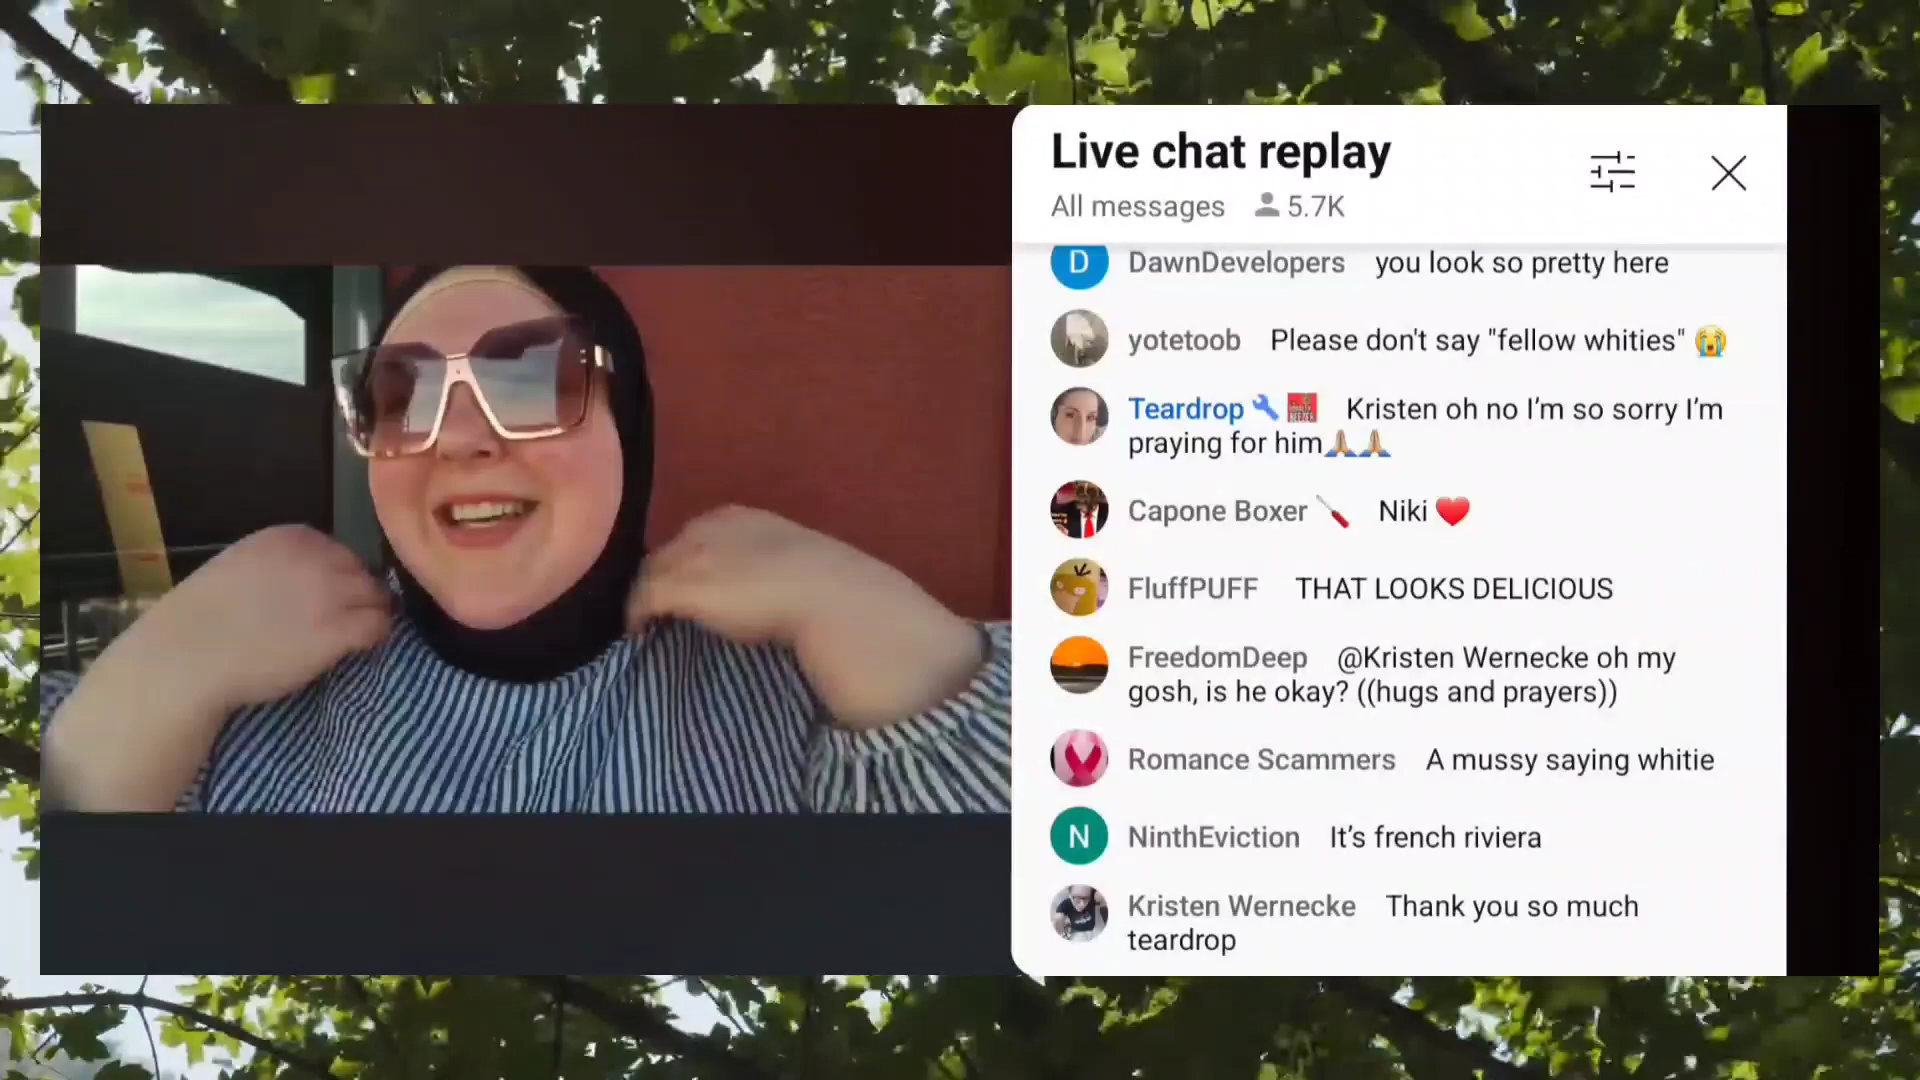 Live chat replay
All messages 5.7K
D DawnDevelopers you look so pretty here
yotetoob Please don't say "fellow whities" 😭
Teardrop 🔧 Kristen oh no I’m so sorry I’m
praying for him🙏🏼🙏🏼
Capone Boxer 🪛 Niki ❤️
FluffPUFF THAT LOOKS DELICIOUS
FreedomDeep @Kristen Wernecke oh my
gosh, is he okay? ((hugs and prayers))
Romance Scammers A mussy saying whitie
N NinthEviction It’s french riviera
Kristen Wernecke Thank you so much
teardrop